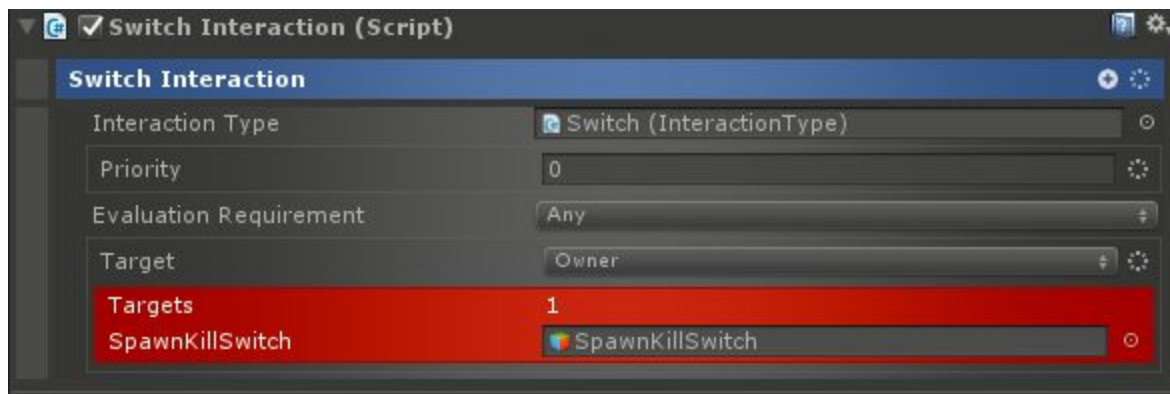 Switch Interaction (Script)
Switch Interaction
Interaction Type Switch (InteractionType)
Priority 0
Evaluation Requirement Any
Target Owner
Targets 1
SpawnKillSwitch SpawnKillSwitch